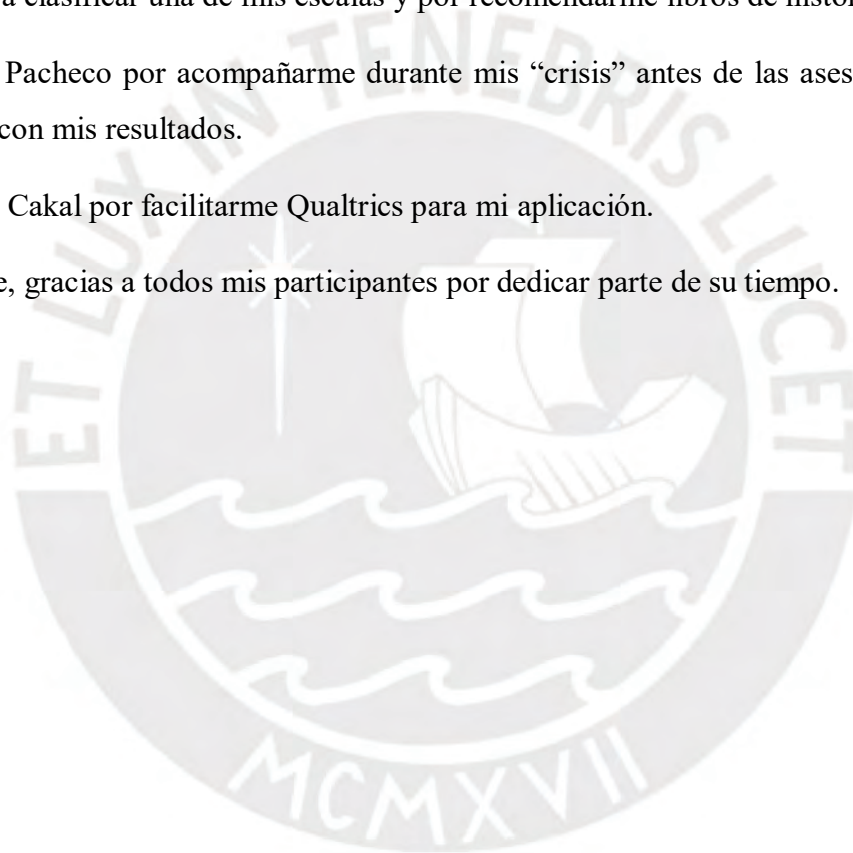 a clasificar una de mis escalas y por recomendarme libros de histor
Pacheco por acompañarme durante mis “crisis” antes de las ases
con mis resultados.
Cakal por facilitarme Qualtrics para mi aplicación.
e, gracias a todos mis participantes por dedicar parte de su tiempo.
ET LUX IN TENEBRIS LUCET
MCMXVII